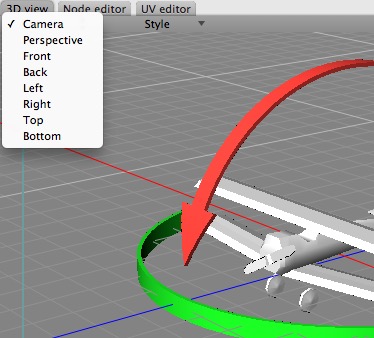 3D view Node editor UV editor
✓ Camera Style
Perspective
Front
Back
Left
Right
Top
Bottom